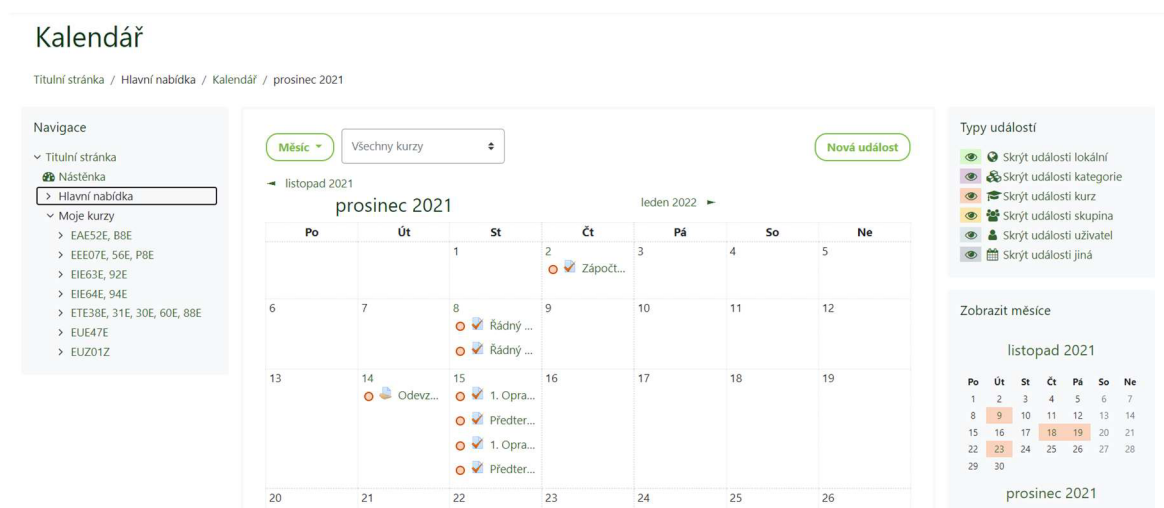 Kalendář
Titulní stránka / Hlavní nabídka / Kalendář / prosinec 2021
Navigace
Titulní stránka
Nástěnka
Hlavní nabídka
Moje kurzy
EAE52E, B8E
EEE07E, 56E, P8E
EIE63E, 92E
EIE64E, 94E
ETE38E, 31E, 30E, 60E, 88E
EUE47E
EUZ01Z
Měsíc
Všechny kurzy
Nová událost
◄ listopad 2021
prosinec 2021
leden 2022 ►
Po Út St Čt Pá So Ne
1 2 3 4 5
Zápočt...
6 7 8 9 10 11 12
Řádný ...
Řádný ...
13 14 15 16 17 18 19
Odevz... 1. Opra...
Předter...
1. Opra...
Předter...
20 21 22 23 24 25 26
Typy událostí
Skrýt události lokální
Skrýt události kategorie
Skrýt události kurz
Skrýt události skupina
Skrýt události uživatel
Skrýt události jiná
Zobrazit měsíce
listopad 2021
Po Út St Čt Pá So Ne
1 2 3 4 5 6 7
8 9 10 11 12 13 14
15 16 17 18 19 20 21
22 23 24 25 26 27 28
29 30
prosinec 2021